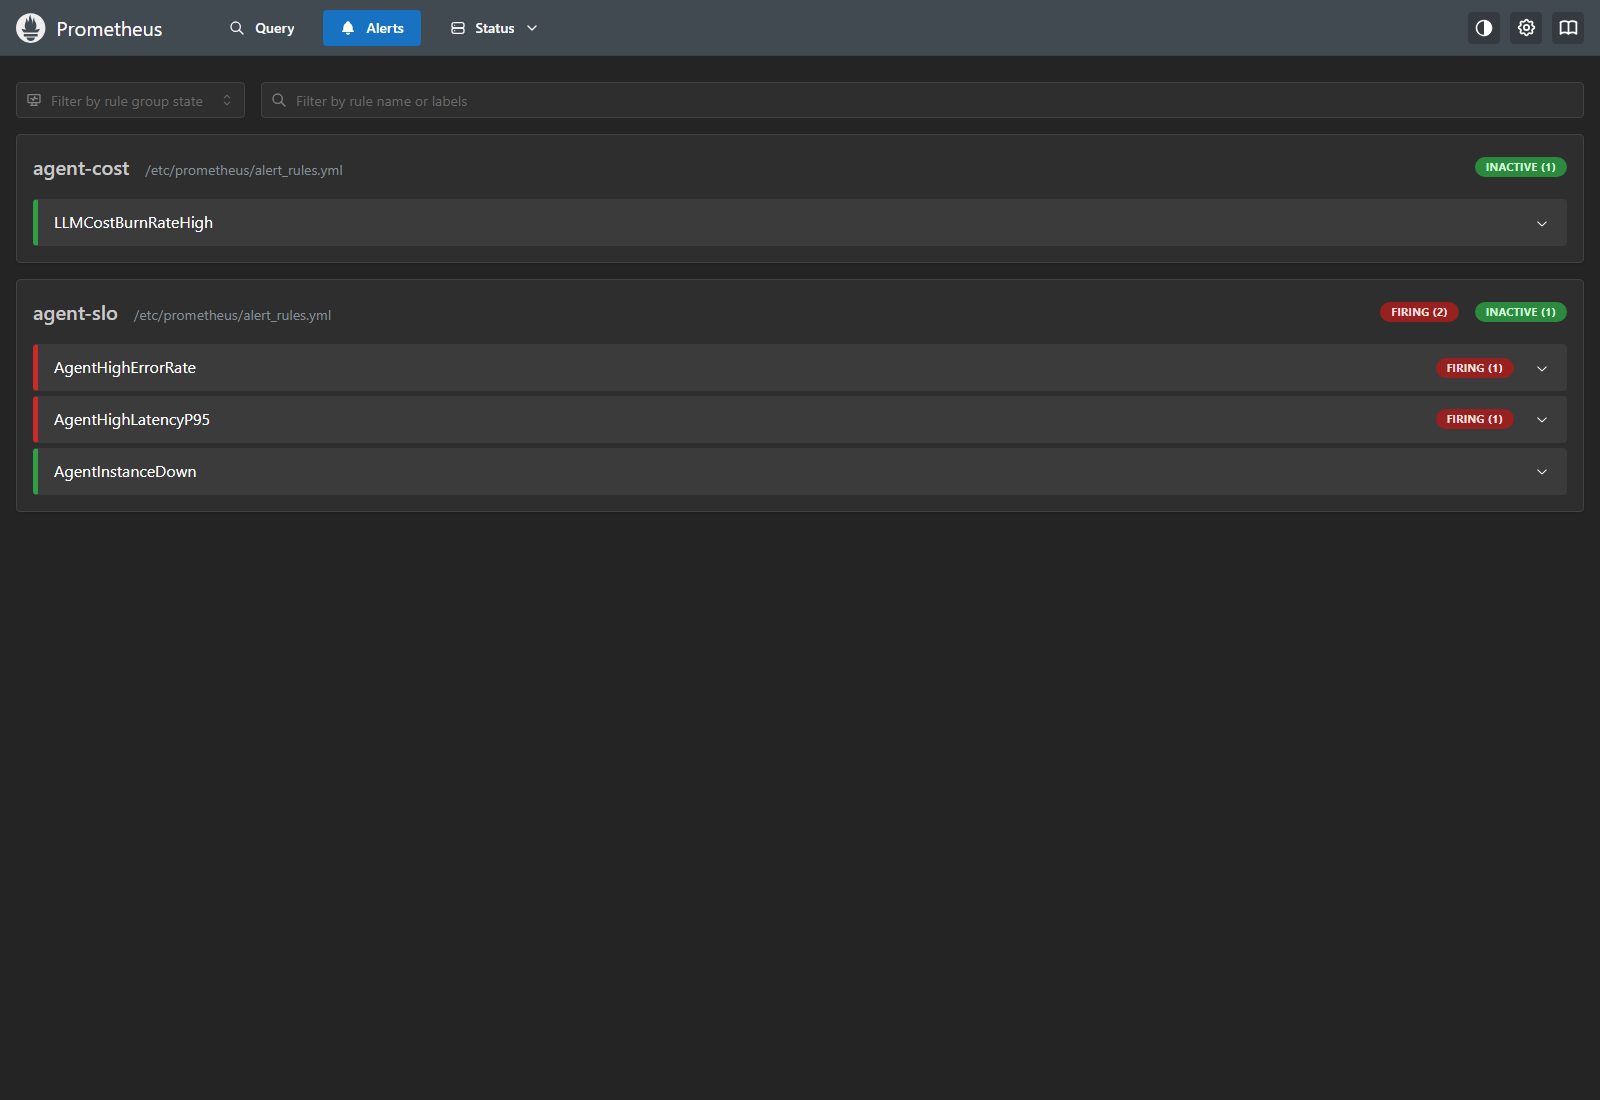 Prometheus Query Alerts Status
Filter by rule group state Filter by rule name or labels
agent-cost /etc/prometheus/alert_rules.yml INACTIVE (1)
LLMCostBurnRateHigh
agent-slo /etc/prometheus/alert_rules.yml FIRING (2) INACTIVE (1)
AgentHighErrorRate FIRING (1)
AgentHighLatencyP95 FIRING (1)
AgentInstanceDown